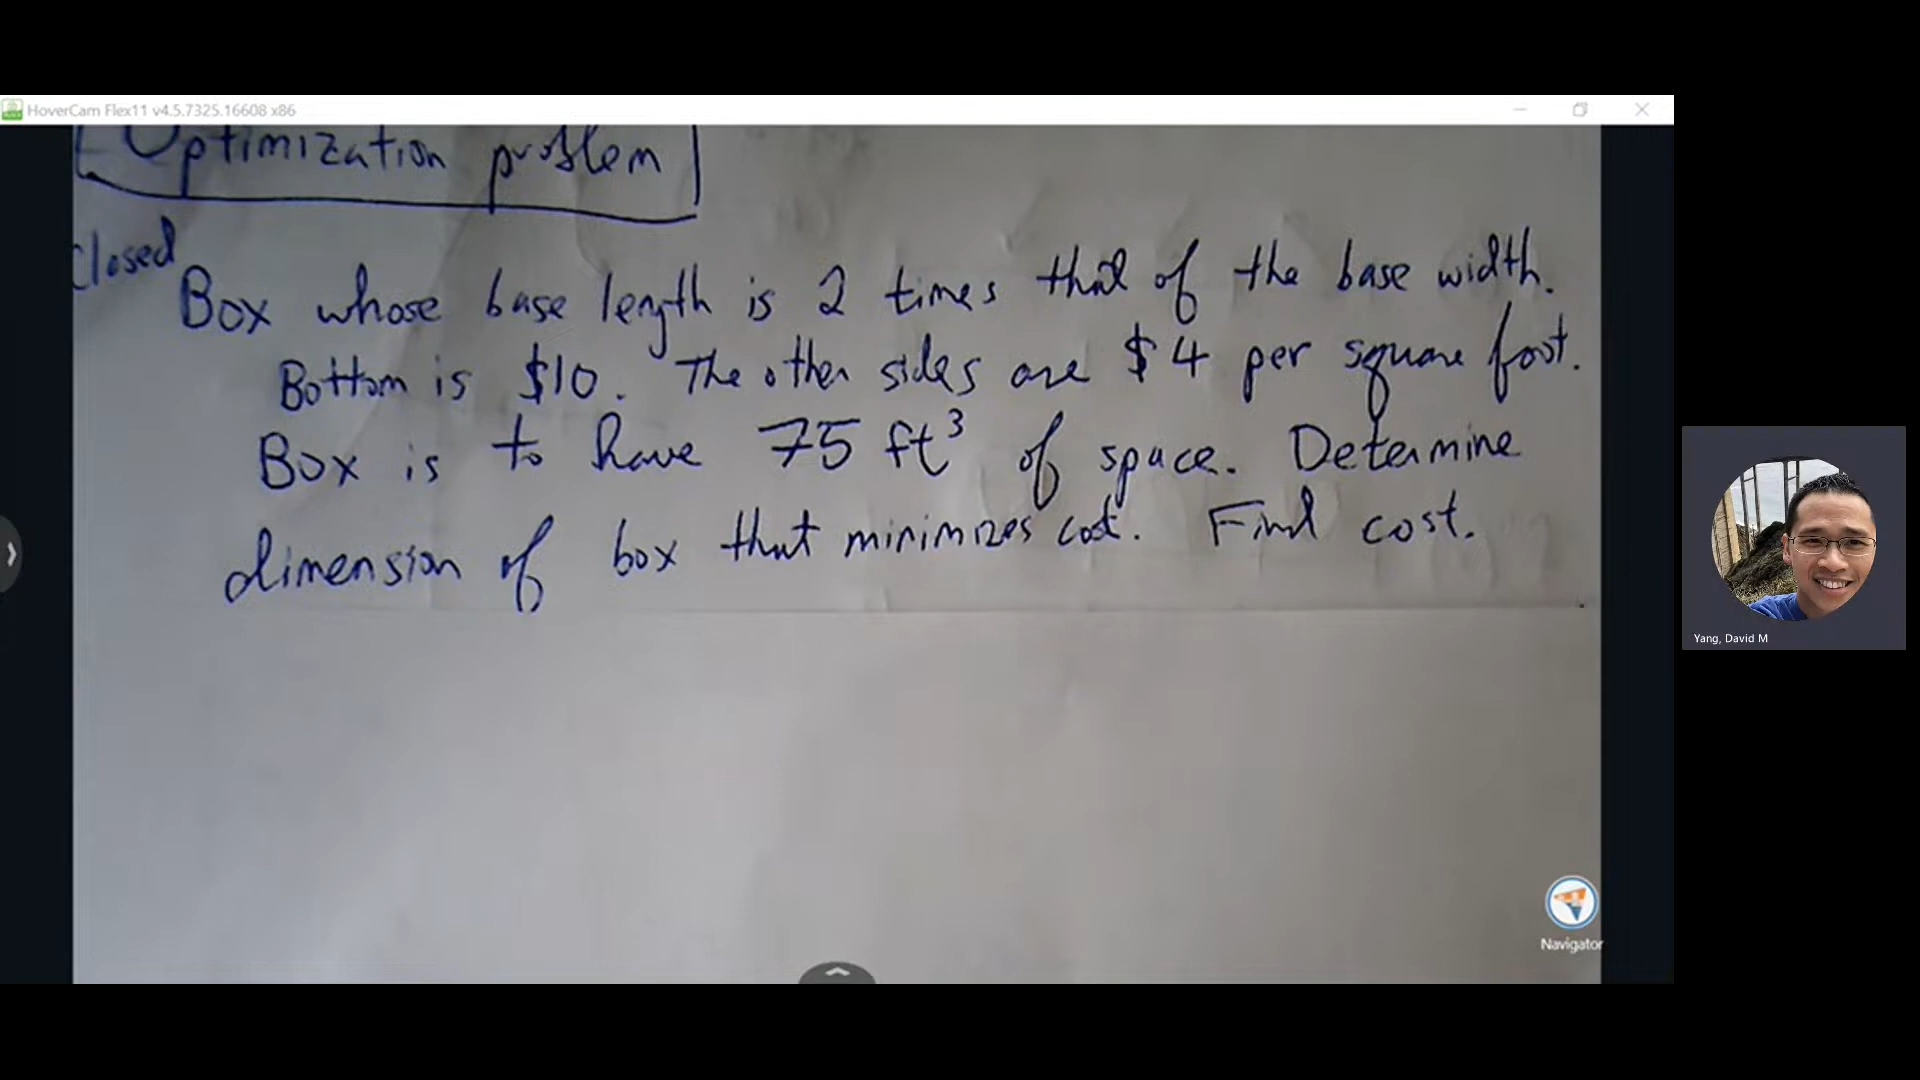 HoverCam Flex11 v4.5.7325.16608 x86
Optimization problem
Closed
Box whose base length is 2 times that of the base width.
Bottom is $10. The other sides are $4 per square foot.
Box is to have 75 ft³ of space. Determine
dimension of box that minimizes cost. Find cost.
Yang, David M
Navigator